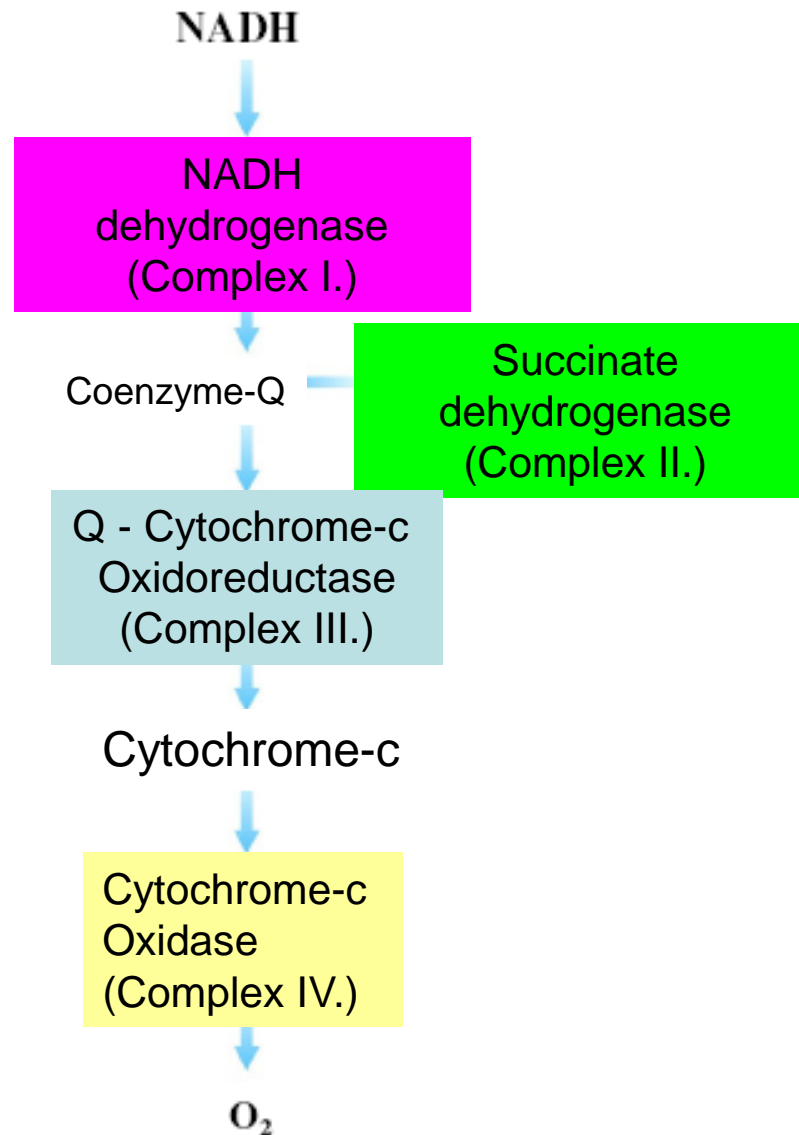 NADH
NADH
dehydrogenase
(Complex I.)
Coenzyme-Q
Succinate
dehydrogenase
(Complex II.)
Q - Cytochrome-c
Oxidoreductase
(Complex III.)
Cytochrome-c
Cytochrome-c
Oxidase
(Complex IV.)
O₂